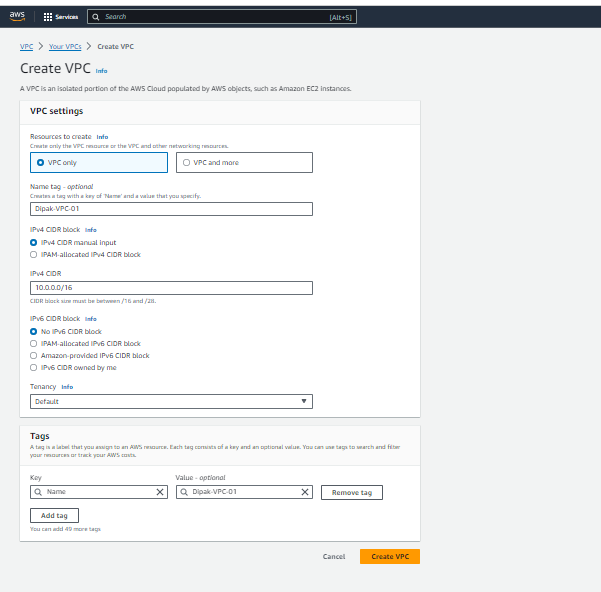 aws
Services
Search
[Alt+S]
VPC > Your VPCs > Create VPC
Create VPC Info
A VPC is an isolated portion of the AWS Cloud populated by AWS objects, such as Amazon EC2 instances.
VPC settings
Resources to create Info
Create only the VPC resource or the VPC and other networking resources.
VPC only
VPC and more
Name tag - optional
Creates a tag with a key of 'Name' and a value that you specify.
Dipak-VPC-01
IPv4 CIDR block Info
IPv4 CIDR manual input
IPAM-allocated IPv4 CIDR block
IPv4 CIDR
10.0.0.0/16
CIDR block size must be between /16 and /28.
IPv6 CIDR block Info
No IPv6 CIDR block
IPAM-allocated IPv6 CIDR block
Amazon-provided IPv6 CIDR block
IPv6 CIDR owned by me
Tenancy Info
Default
Tags
A tag is a label that you assign to an AWS resource. Each tag consists of a key and an optional value. You can use tags to search and filter
your resources or track your AWS costs.
Key
Value - optional
Name
Dipak-VPC-01
Remove tag
Add tag
You can add 49 more tags
Cancel
Create VPC